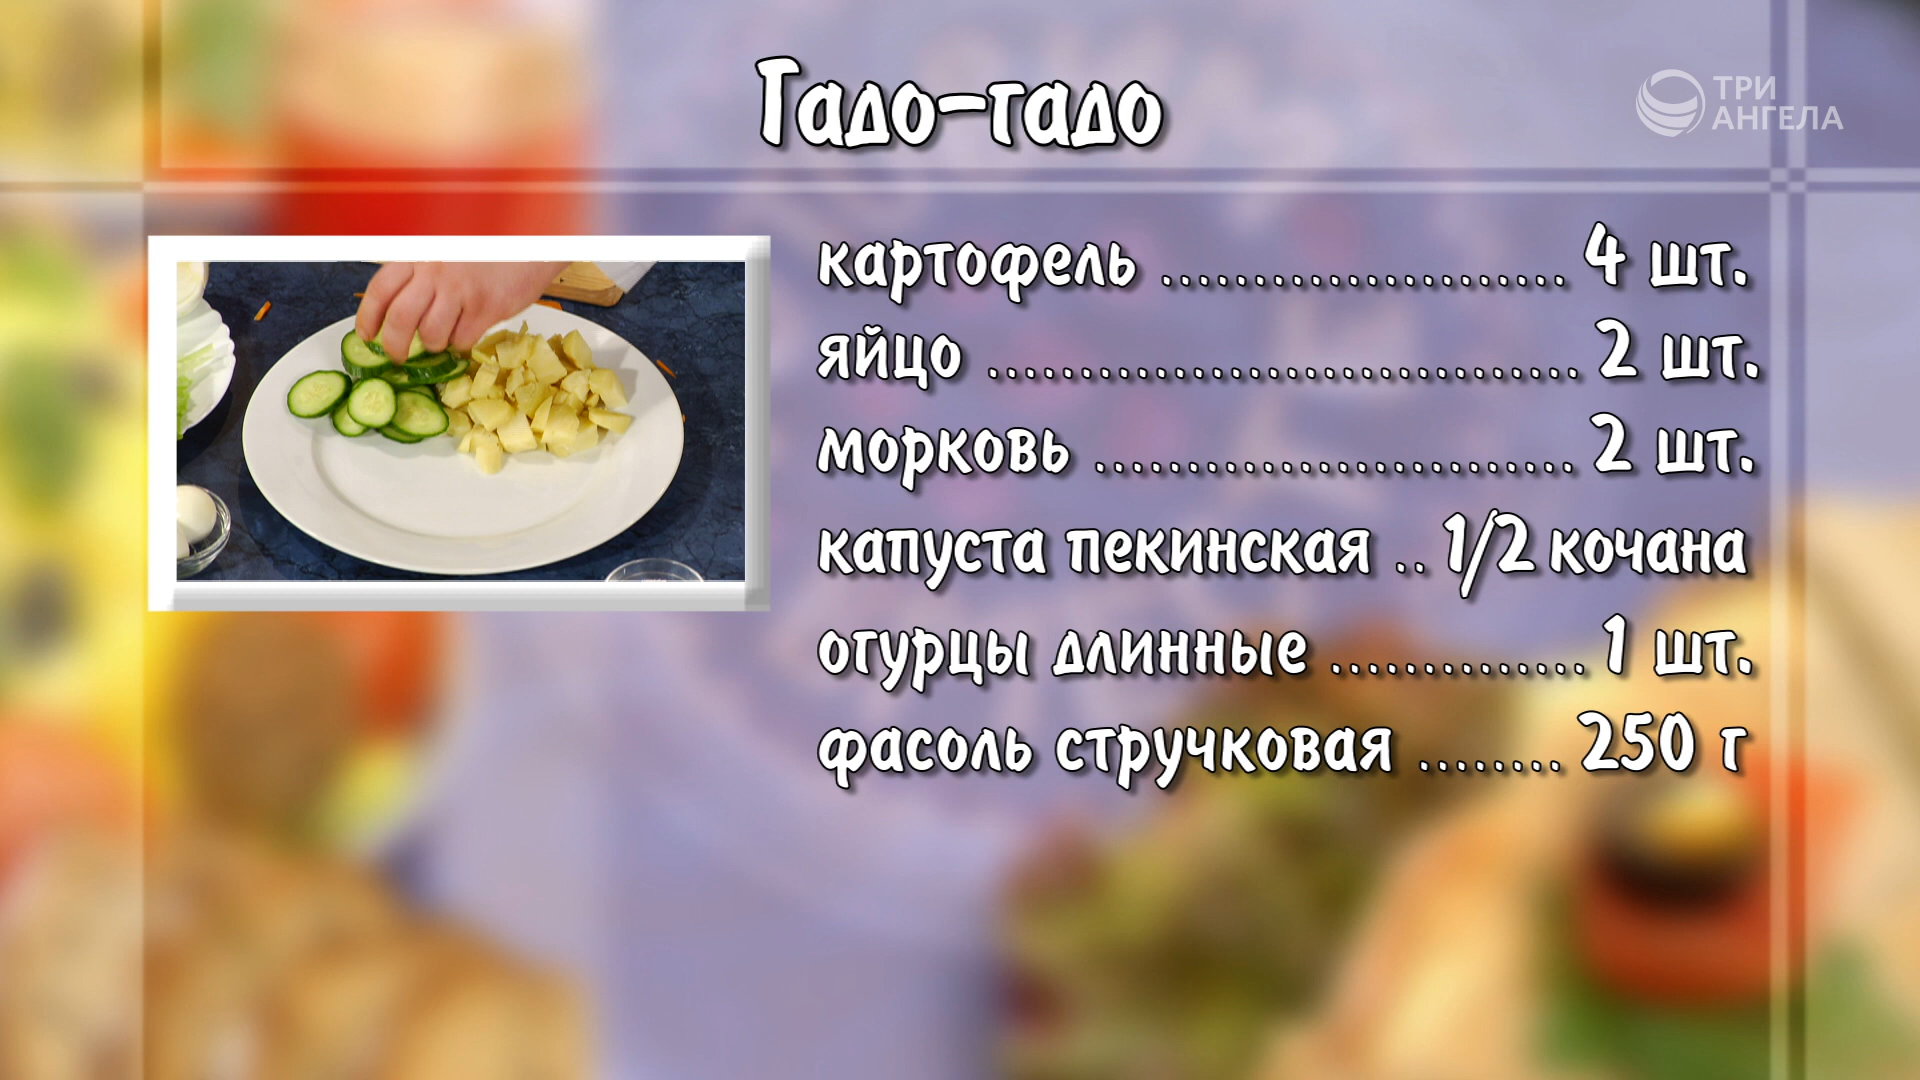 Гадо-гадо
ТРИ
АНГЕЛА
картофель ...................... 4 шт.
яйцо ................................ 2 шт.
морковь .......................... 2 шт.
капуста пекинская .. 1/2 кочана
огурцы длинные .............. 1 шт.
фасоль стручковая ........ 250 г